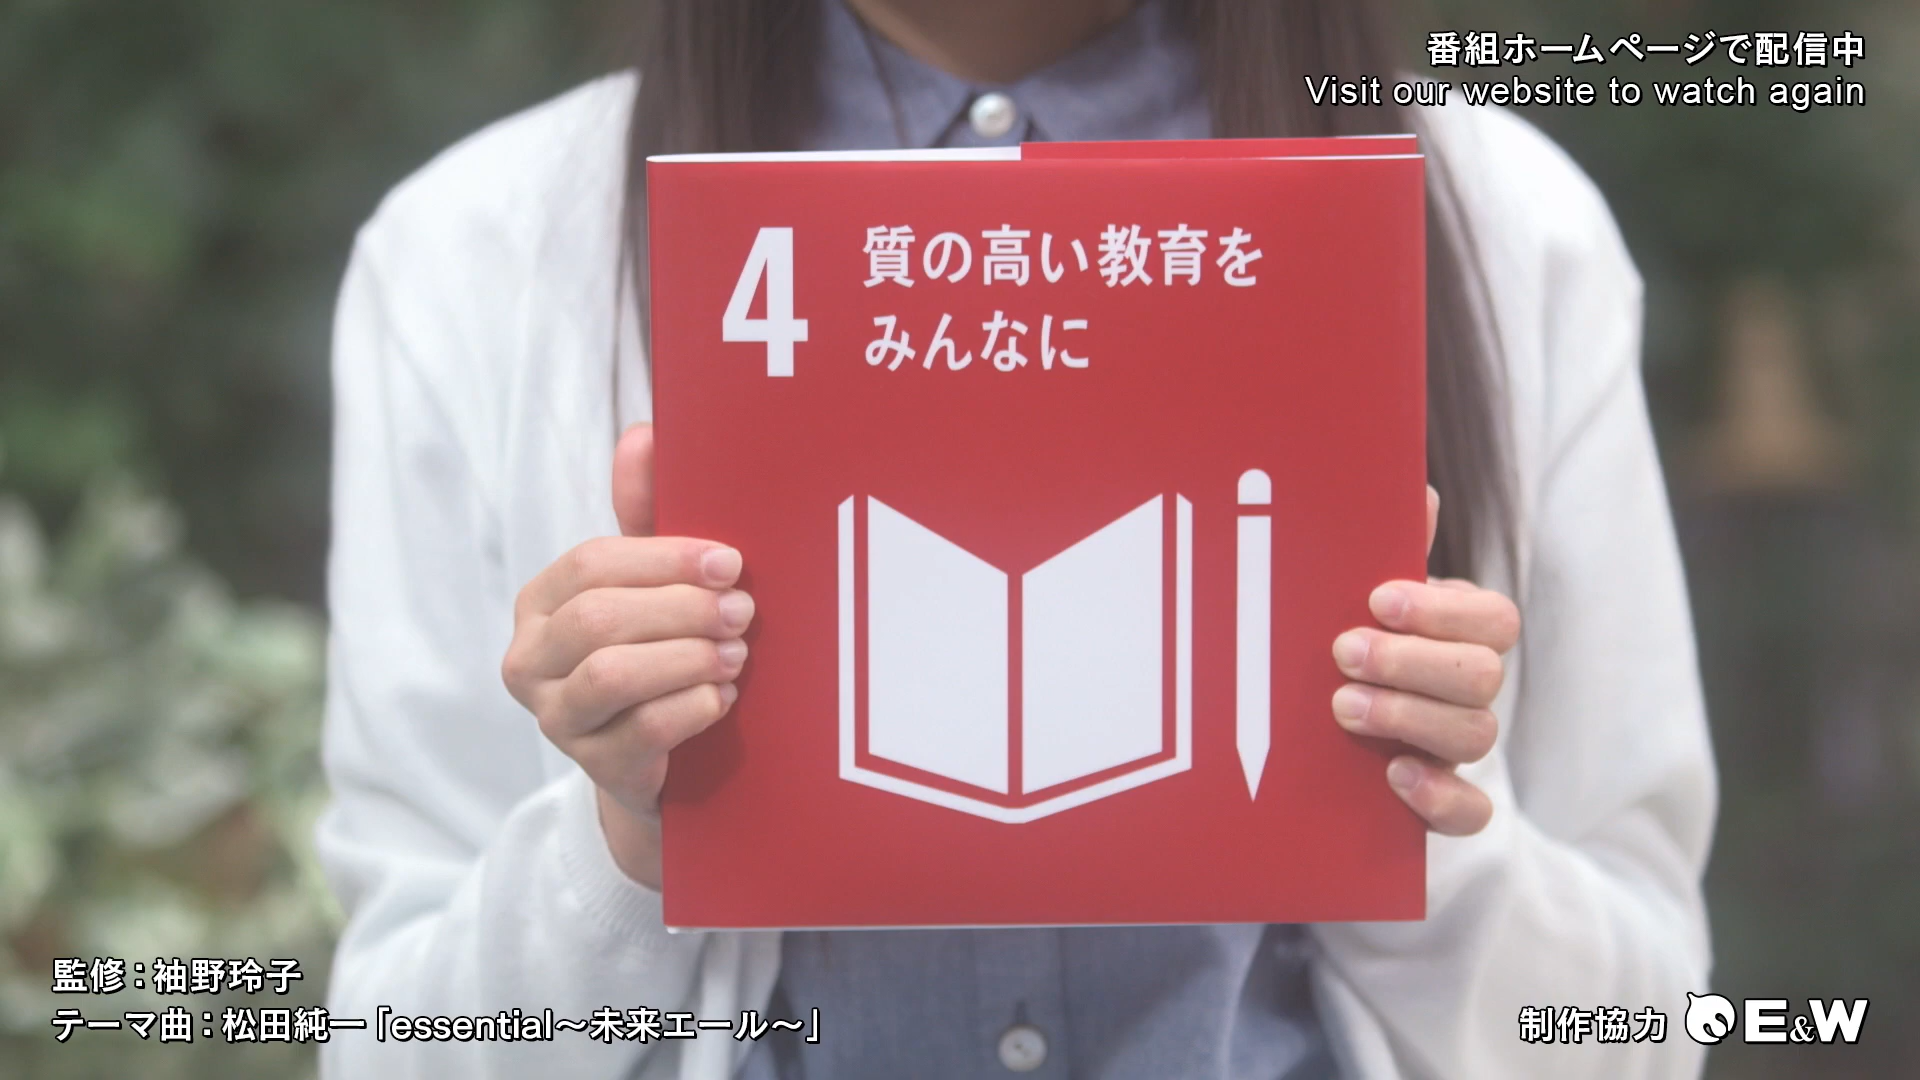 番組ホームページで配信中
Visit our website to watch again
4
質の高い教育を
みんなに
監修：袖野玲子
テーマ曲：松田純一「essential～未来エール～」
制作協力 E&W